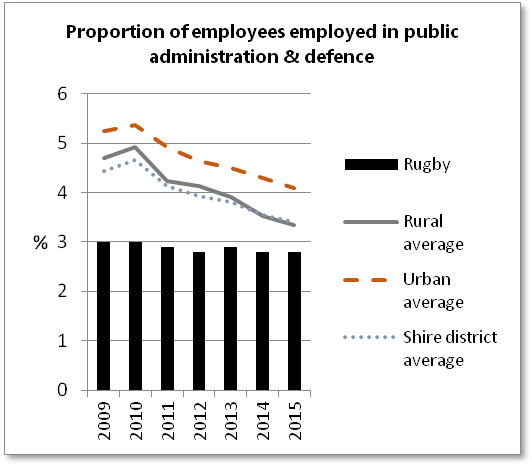 Proportion of employees employed in public
administration & defence
6
5
4
3
2
1
0
%
2009
2010
2011
2012
2013
2014
2015
Rugby
Rural
average
Urban
average
Shire district
average